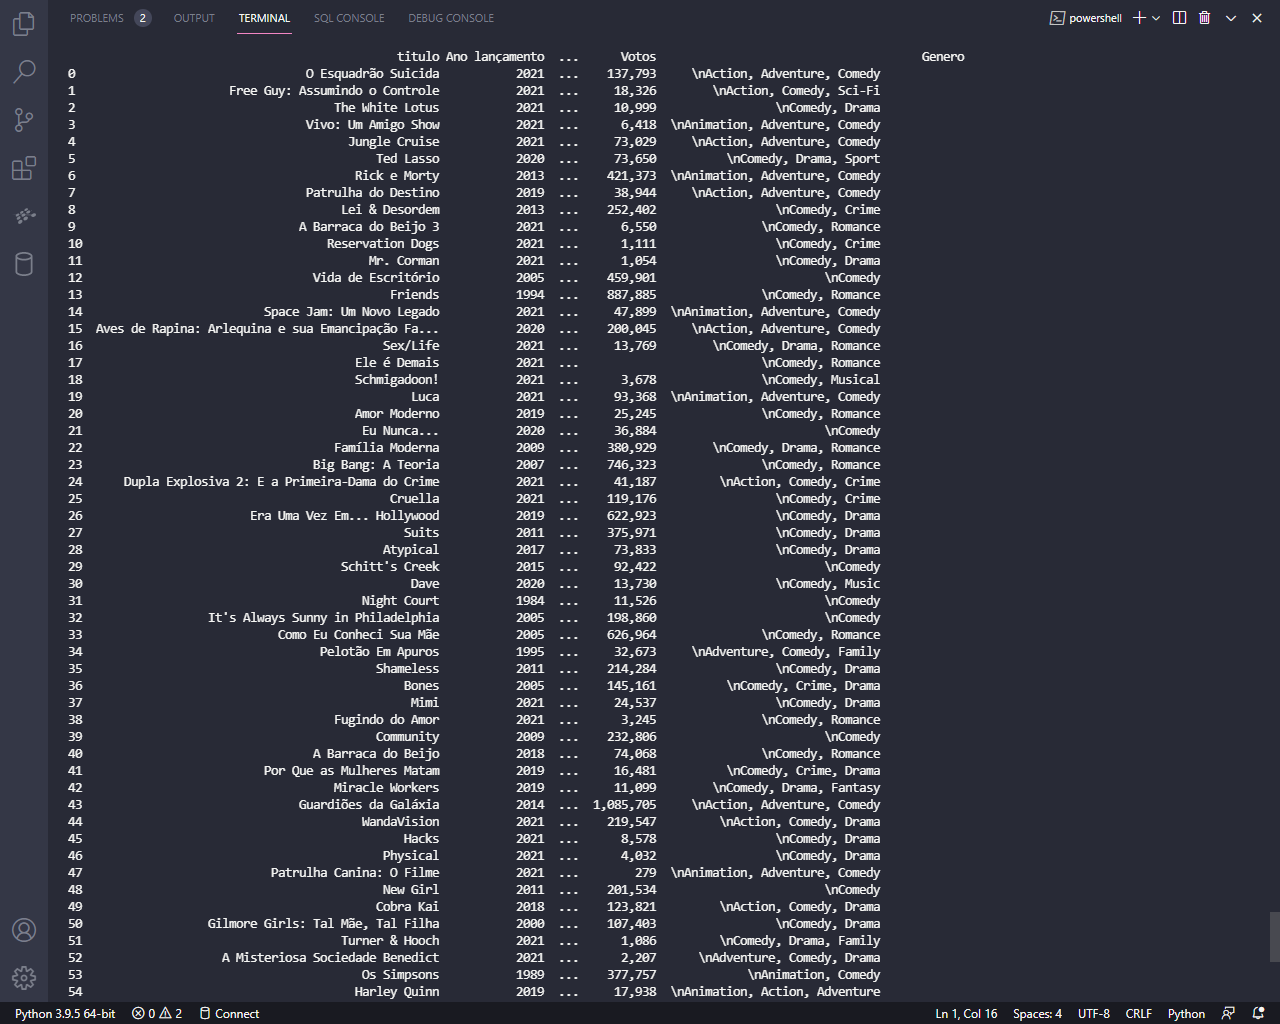 PROBLEMS 2 OUTPUT TERMINAL SQL CONSOLE DEBUG CONSOLE powershell
titulo Ano lançamento ... Votos Genero
0 O Esquadrão Suicida 2021 ... 137,793 \nAction, Adventure, Comedy
1 Free Guy: Assumindo o Controle 2021 ... 18,326 \nAction, Comedy, Sci-Fi
2 The White Lotus 2021 ... 10,999 \nComedy, Drama
3 Vivo: Um Amigo Show 2021 ... 6,418 \nAnimation, Adventure, Comedy
4 Jungle Cruise 2021 ... 73,029 \nAction, Adventure, Comedy
5 Ted Lasso 2020 ... 73,650 \nComedy, Drama, Sport
6 Rick e Morty 2013 ... 421,373 \nAnimation, Adventure, Comedy
7 Patrulha do Destino 2019 ... 38,944 \nAction, Adventure, Comedy
8 Lei & Desordem 2013 ... 252,402 \nComedy, Crime
9 A Barraca do Beijo 3 2021 ... 6,550 \nComedy, Romance
10 Reservation Dogs 2021 ... 1,111 \nComedy, Crime
11 Mr. Corman 2021 ... 1,054 \nComedy, Drama
12 Vida de Escritório 2005 ... 459,901 \nComedy
13 Friends 1994 ... 887,885 \nComedy, Romance
14 Space Jam: Um Novo Legado 2021 ... 47,899 \nAnimation, Adventure, Comedy
15 Aves de Rapina: Arlequina e sua Emancipação Fa... 2020 ... 200,045 \nAction, Adventure, Comedy
16 Sex/Life 2021 ... 13,769 \nComedy, Drama, Romance
17 Ele é Demais 2021 ... \nComedy, Romance
18 Schmigadoon! 2021 ... 3,678 \nComedy, Musical
19 Luca 2021 ... 93,368 \nAnimation, Adventure, Comedy
20 Amor Moderno 2019 ... 25,245 \nComedy, Romance
21 Eu Nunca... 2020 ... 36,884 \nComedy
22 Família Moderna 2009 ... 380,929 \nComedy, Drama, Romance
23 Big Bang: A Teoria 2007 ... 746,323 \nComedy, Romance
24 Dupla Explosiva 2: E a Primeira-Dama do Crime 2021 ... 41,187 \nAction, Comedy, Crime
25 Cruella 2021 ... 119,176 \nComedy, Crime
26 Era Uma Vez Em... Hollywood 2019 ... 622,923 \nComedy, Drama
27 Suits 2011 ... 375,971 \nComedy, Drama
28 Atypical 2017 ... 73,833 \nComedy, Drama
29 Schitt's Creek 2015 ... 92,422 \nComedy
30 Dave 2020 ... 13,730 \nComedy, Music
31 Night Court 1984 ... 11,526 \nComedy
32 It's Always Sunny in Philadelphia 2005 ... 198,860 \nComedy
33 Como Eu Conheci Sua Mãe 2005 ... 626,964 \nComedy, Romance
34 Pelotão Em Apuros 1995 ... 32,673 \nAdventure, Comedy, Family
35 Shameless 2011 ... 214,284 \nComedy, Drama
36 Bones 2005 ... 145,161 \nComedy, Crime, Drama
37 Mimi 2021 ... 24,537 \nComedy, Drama
38 Fugindo do Amor 2021 ... 3,245 \nComedy, Romance
39 Community 2009 ... 232,806 \nComedy
40 A Barraca do Beijo 2018 ... 74,068 \nComedy, Romance
41 Por Que as Mulheres Matam 2019 ... 16,481 \nComedy, Crime, Drama
42 Miracle Workers 2019 ... 11,099 \nComedy, Drama, Fantasy
43 Guardiões da Galáxia 2014 ... 1,085,705 \nAction, Adventure, Comedy
44 WandaVision 2021 ... 219,547 \nAction, Comedy, Drama
45 Hacks 2021 ... 8,578 \nComedy, Drama
46 Physical 2021 ... 4,032 \nComedy, Drama
47 Patrulha Canina: O Filme 2021 ... 279 \nAnimation, Adventure, Comedy
48 New Girl 2011 ... 201,534 \nComedy
49 Cobra Kai 2018 ... 123,821 \nAction, Comedy, Drama
50 Gilmore Girls: Tal Mãe, Tal Filha 2000 ... 107,403 \nComedy, Drama
51 Turner & Hooch 2021 ... 1,086 \nComedy, Drama, Family
52 A Misteriosa Sociedade Benedict 2021 ... 2,207 \nAdventure, Comedy, Drama
53 Os Simpsons 1989 ... 377,757 \nAnimation, Comedy
54 Harley Quinn 2019 ... 17,938 \nAnimation, Action, Adventure
Python 3.9.5 64-bit 0 2 Connect Ln 1, Col 16 Spaces: 4 UTF-8 CRLF Python